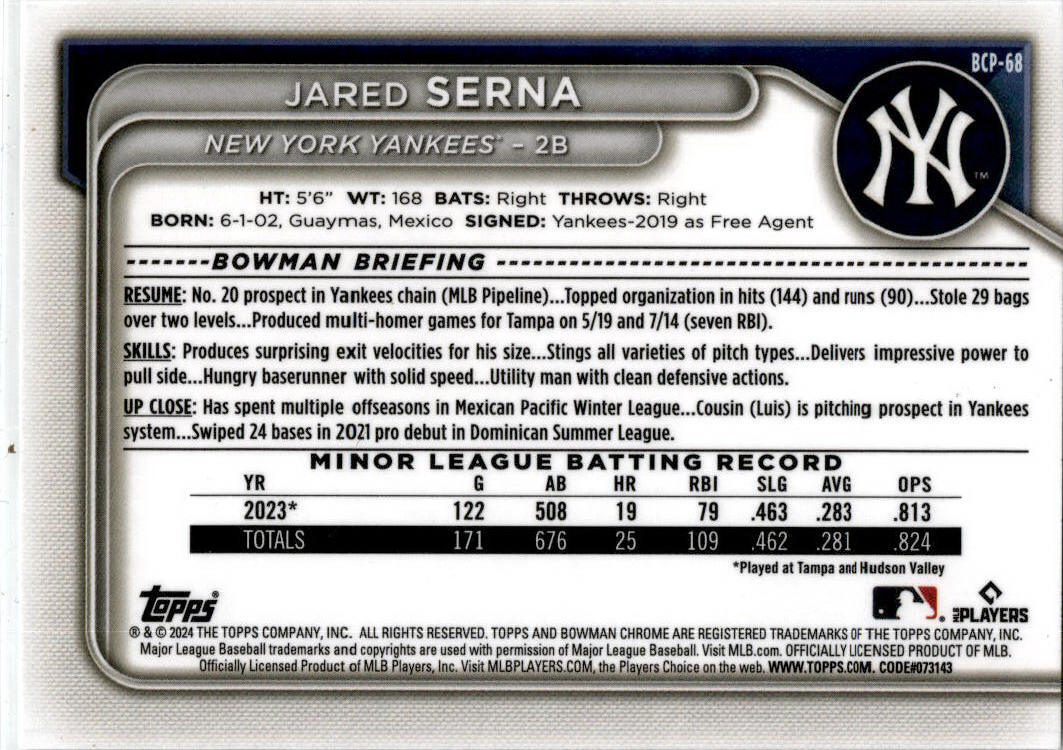 BCP-68
JARED SERNA
NEW YORK YANKEES® - 2B
NY
TM
HT: 5'6" WT: 168 BATS: Right THROWS: Right
BORN: 6-1-02, Guaymas, Mexico SIGNED: Yankees-2019 as Free Agent
BOWMAN BRIEFING
RESUME: No. 20 prospect in Yankees chain (MLB Pipeline)...Topped organization in hits (144) and runs (90)...Stole 29 bags
over two levels...Produced multi-homer games for Tampa on 5/19 and 7/14 (seven RBI).
SKILLS: Produces surprising exit velocities for his size...Stings all varieties of pitch types...Delivers impressive power to
pull side...Hungry baserunner with solid speed...Utility man with clean defensive actions.
UP CLOSE: Has spent multiple offseasons in Mexican Pacific Winter League...Cousin (Luis) is pitching prospect in Yankees
system...Swiped 24 bases in 2021 pro debut in Dominican Summer League.
MINOR LEAGUE BATTING RECORD
YR G AB HR RBI SLG AVG OPS
2023* 122 508 19 79 .463 .283 .813
TOTALS 171 676 25 109 .462 .281 .824
*Played at Tampa and Hudson Valley
Topps®
MLB PLAYERS
® & © 2024 THE TOPPS COMPANY, INC. ALL RIGHTS RESERVED. TOPPS AND BOWMAN CHROME ARE REGISTERED TRADEMARKS OF THE TOPPS COMPANY, INC.
Major League Baseball trademarks and copyrights are used with permission of Major League Baseball. Visit MLB.com. OFFICIALLY LICENSED PRODUCT OF MLB.
Officially Licensed Product of MLB Players, Inc. Visit MLBPLAYERS.COM, the Players Choice on the web. WWW.TOPPS.COM. CODE#073143